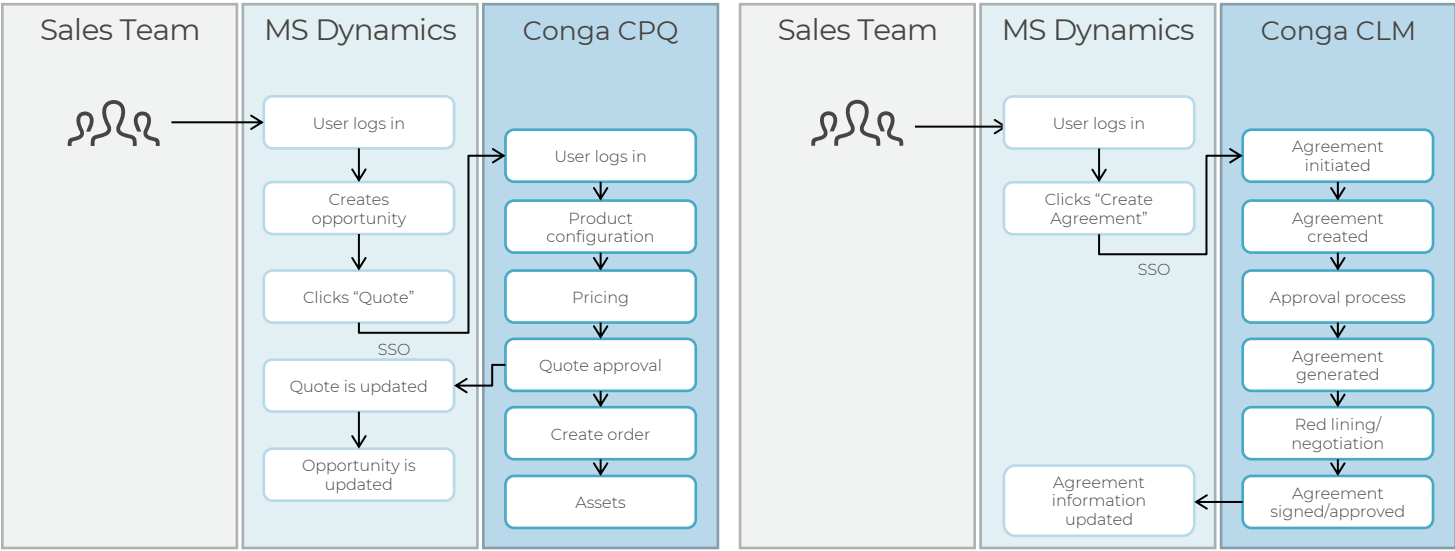 Sales Team
MS Dynamics
Conga CPQ
User logs in
Creates
opportunity
Clicks “Quote”
SSO
Quote is updated
Opportunity is
updated
User logs in
Product
configuration
Pricing
Quote approval
Create order
Assets
Sales Team
MS Dynamics
Conga CLM
User logs in
Clicks “Create
Agreement”
SSO
Agreement
information
updated
Agreement
initiated
Agreement
created
Approval process
Agreement
generated
Red lining/
negotiation
Agreement
signed/approved